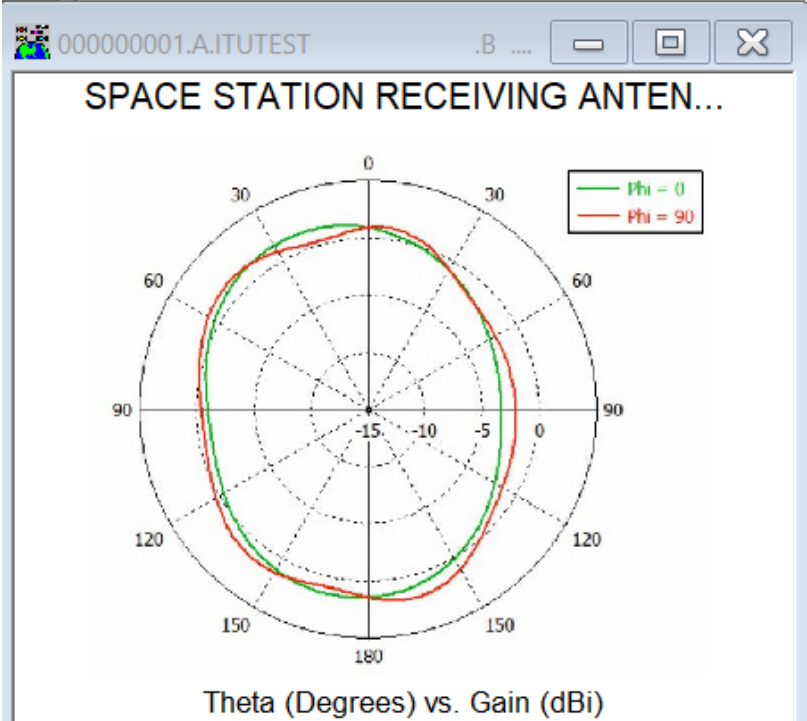 000000001.A.ITUTEST .B ....
SPACE STATION RECEIVING ANTEN...
0
30 30
Phi = 0
Phi = 90
60 60
90 -15 -10 -5 0 90
120 120
150 150
180
Theta (Degrees) vs. Gain (dBi)